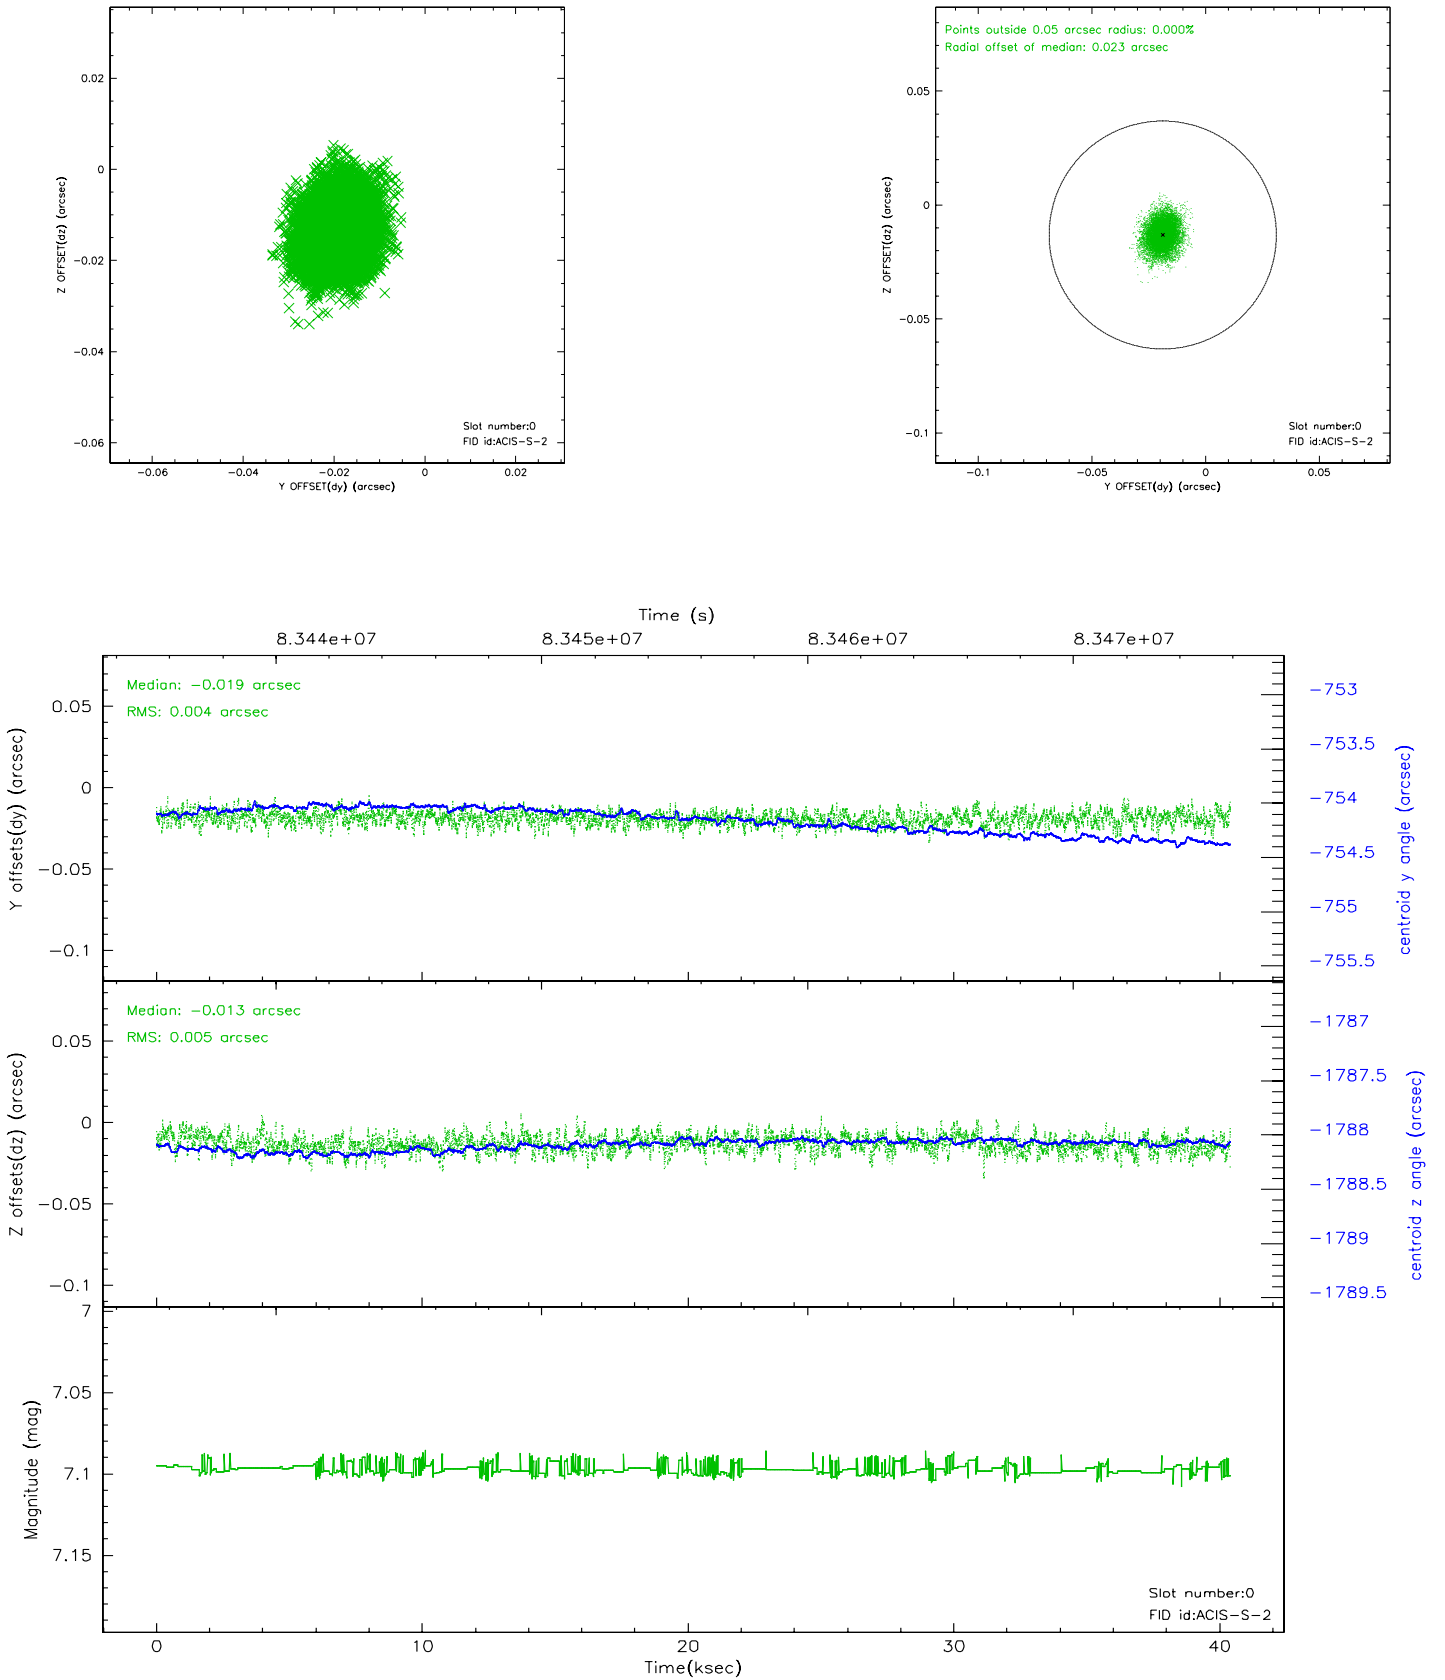 0.02
0
-0.02
-0.04
-0.06
Z OFFSET(dz) (arcsec)
Slot number:0
FID id:ACIS-S-2
-0.06
-0.04
-0.02
0
0.02
Y OFFSET(dy) (arcsec)
Points outside 0.05 arcsec radius: 0.000%
Radial offset of median: 0.023 arcsec
0.05
0
-0.05
-0.1
Z OFFSET(dz) (arcsec)
Slot number:0
FID id:ACIS-S-2
-0.1
-0.05
0
0.05
Y OFFSET(dy) (arcsec)
Time (s)
8.344e+07
8.345e+07
8.346e+07
8.347e+07
Median: -0.019 arcsec
RMS: 0.004 arcsec
0.05
0
-0.05
-0.1
Y offsets(dy) (arcsec)
-753
-753.5
-754
-754.5
-755
-755.5
centroid y angle (arcsec)
Median: -0.013 arcsec
RMS: 0.005 arcsec
0.05
0
-0.05
-0.1
Z offsets(dz) (arcsec)
-1787
-1787.5
-1788
-1788.5
-1789
-1789.5
centroid z angle (arcsec)
7
7.05
7.1
7.15
Magnitude (mag)
Slot number:0
FID id:ACIS-S-2
0
10
20
30
40
Time(ksec)